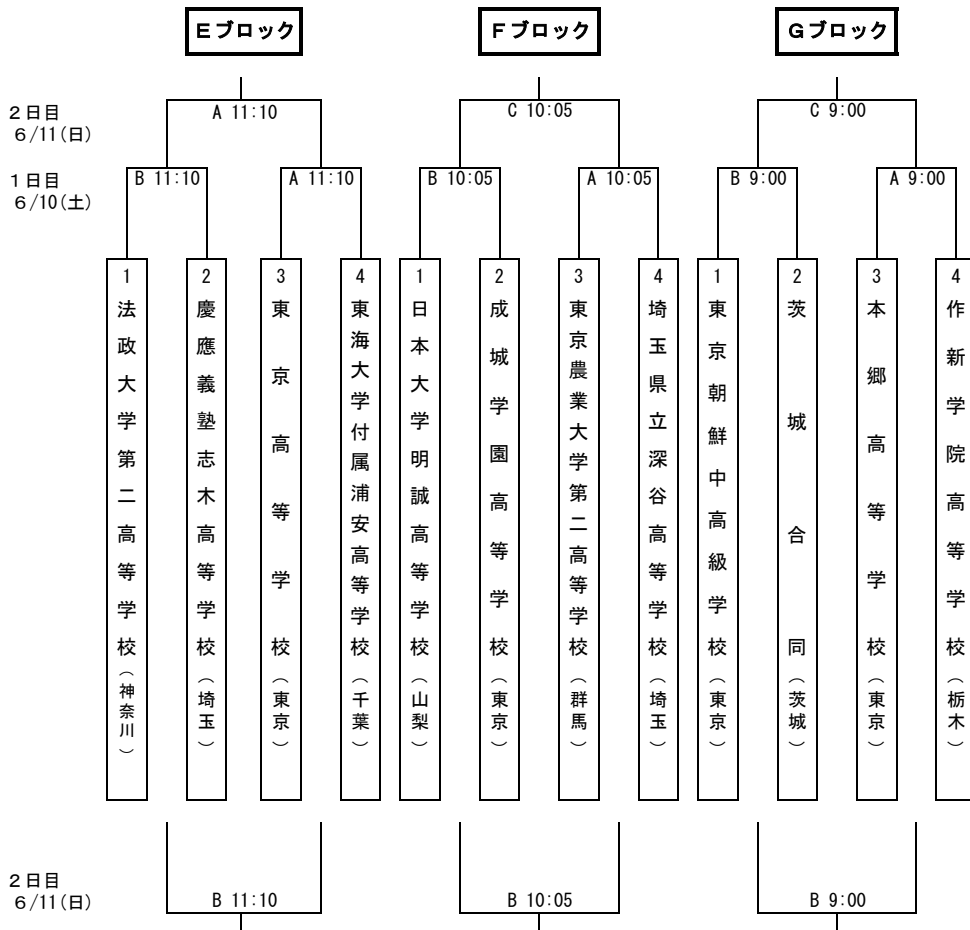 Eブロック
Fブロック
Gブロック
2日目
6/11(日)
A 11:10
C 10:05
C 9:00
1日目
6/10(土)
B 11:10
A 11:10
B 10:05
A 10:05
B 9:00
A 9:00
1 法政大学第二高等学校(神奈川)
2 慶應義塾志木高等学校(埼玉)
3 東京高等学校(東京)
4 東海大学付属浦安高等学校(千葉)
1 日本大学明誠高等学校(山梨)
2 成城学園高等学校(東京)
3 東京農業大学第二高等学校(群馬)
4 埼玉県立深谷高等学校(埼玉)
1 東京朝鮮中高級学校(東京)
2 茨城合同(茨城)
3 本郷高等学校(東京)
4 作新学院高等学校(栃木)
2日目
6/11(日)
B 11:10
B 10:05
B 9:00